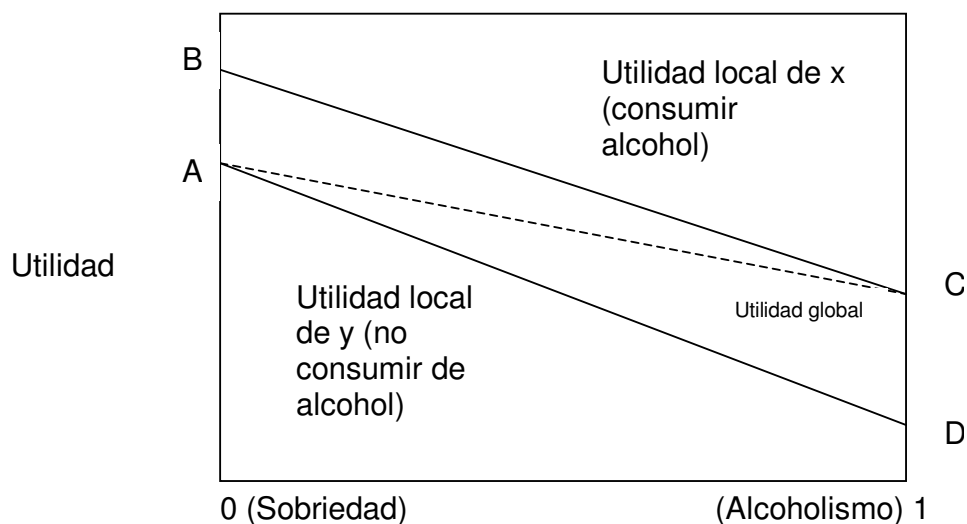 B
Utilidad local de x
(consumir
alcohol)
A
Utilidad
C
Utilidad local
de y (no
consumir de
alcohol)
Utilidad global
D
0 (Sobriedad)
(Alcoholismo) 1